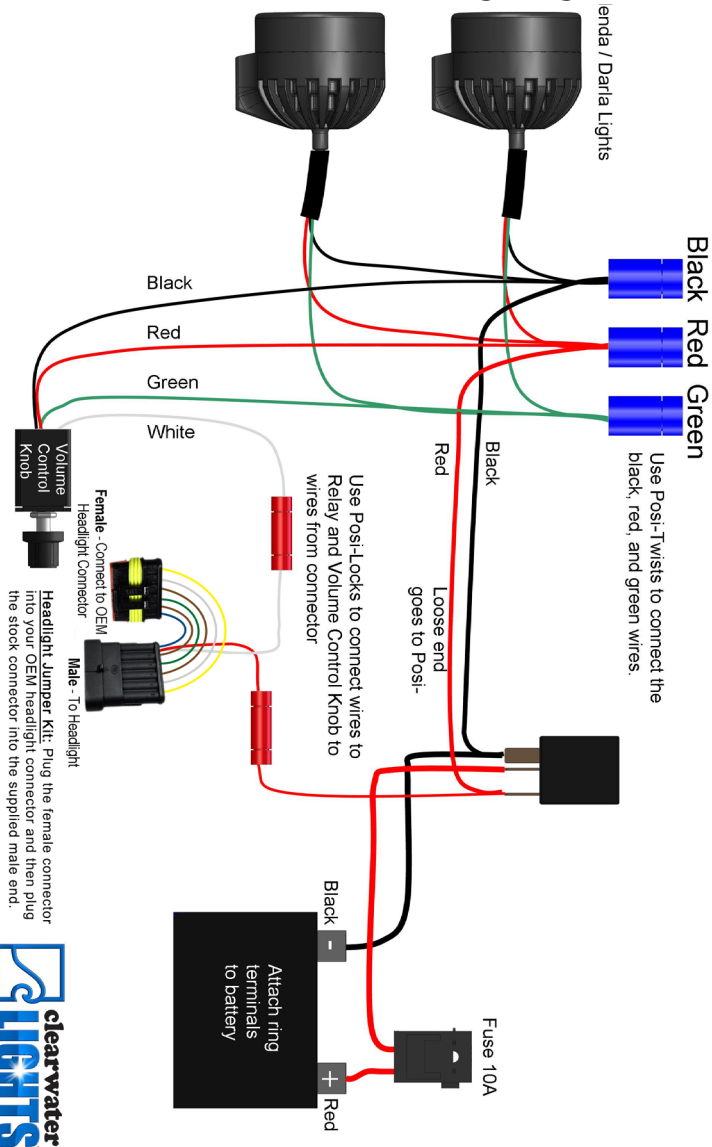 enda / Darla Lights
Black
Red
Green
Use Posi-Twists to connect the
black, red, and green wires.
Black
Red
Green
White
Black
Red
Loose end
goes to Posi-
Use Posi-Locks to connect wires to
Relay and Volume Control Knob to
wires from connector
Volume
Control
Knob
Female - Connect to OEM
Headlight Connector
Male - To Headlight
Headlight Jumper Kit: Plug the female connector
into your OEM headlight connector and then plug
the stock connector into the supplied male end.
Black
-
Attach ring
terminals
to battery
+
Red
Fuse 10A
clearwater
LIGHTS